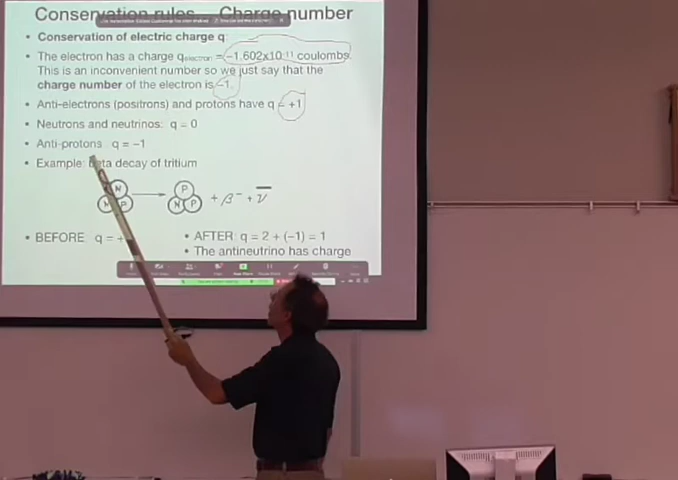 Conservation rules – Charge number
• Conservation of electric charge q:
• The electron has a charge qelectron = −1.602x10⁻¹¹ coulombs.
This is an inconvenient number so we just say that the
charge number of the electron is −1.
• Anti-electrons (positrons) and protons have q = +1
• Neutrons and neutrinos: q = 0
• Anti-protons q = −1
• Example: beta decay of tritium
N P
N P N P + β⁻ + ν̅
• BEFORE: q = +
• AFTER: q = 2 + (−1) = 1
• The antineutrino has charge